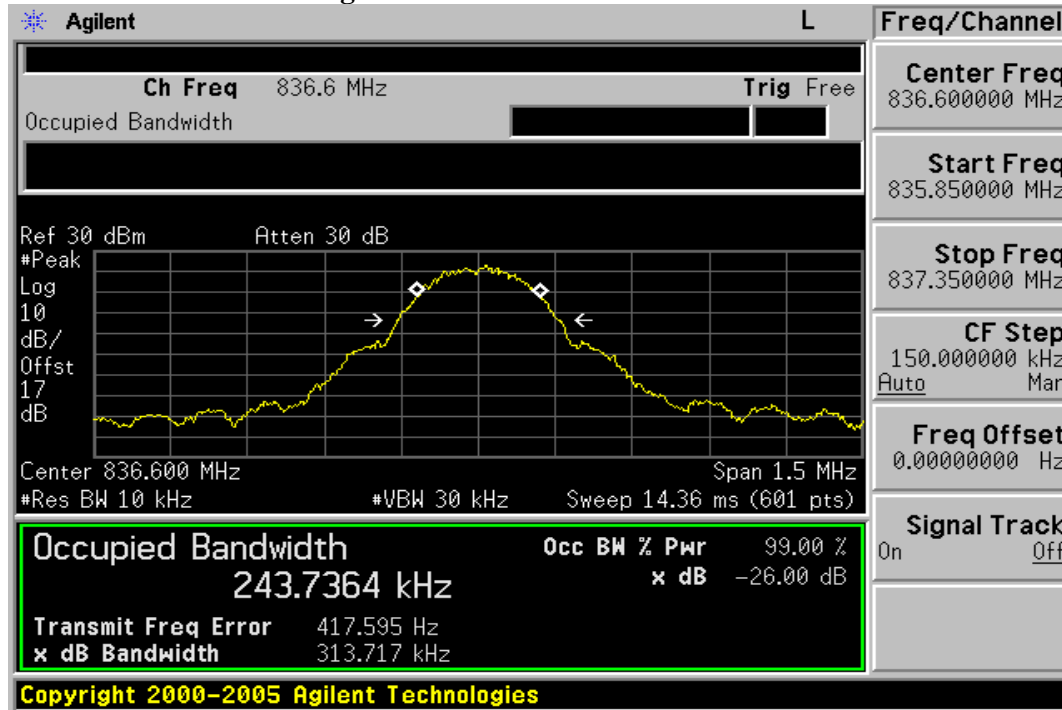 Agilent L Freq/Channel
Ch Freq 836.6 MHz Trig Free
Occupied Bandwidth
Center Freq
836.600000 MHz
Start Freq
835.850000 MHz
Stop Freq
837.350000 MHz
CF Step
150.000000 kHz
Auto Man
Freq Offset
0.00000000 Hz
Signal Track
On Off
Ref 30 dBm Atten 30 dB
#Peak
Log
10
dB/
Offst
17
dB
Center 836.600 MHz Span 1.5 MHz
#Res BW 10 kHz #VBW 30 kHz Sweep 14.36 ms (601 pts)
Occupied Bandwidth
243.7364 kHz
Occ BW % Pwr 99.00 %
x dB -26.00 dB
Transmit Freq Error 417.595 Hz
x dB Bandwidth 313.717 kHz
Copyright 2000-2005 Agilent Technologies